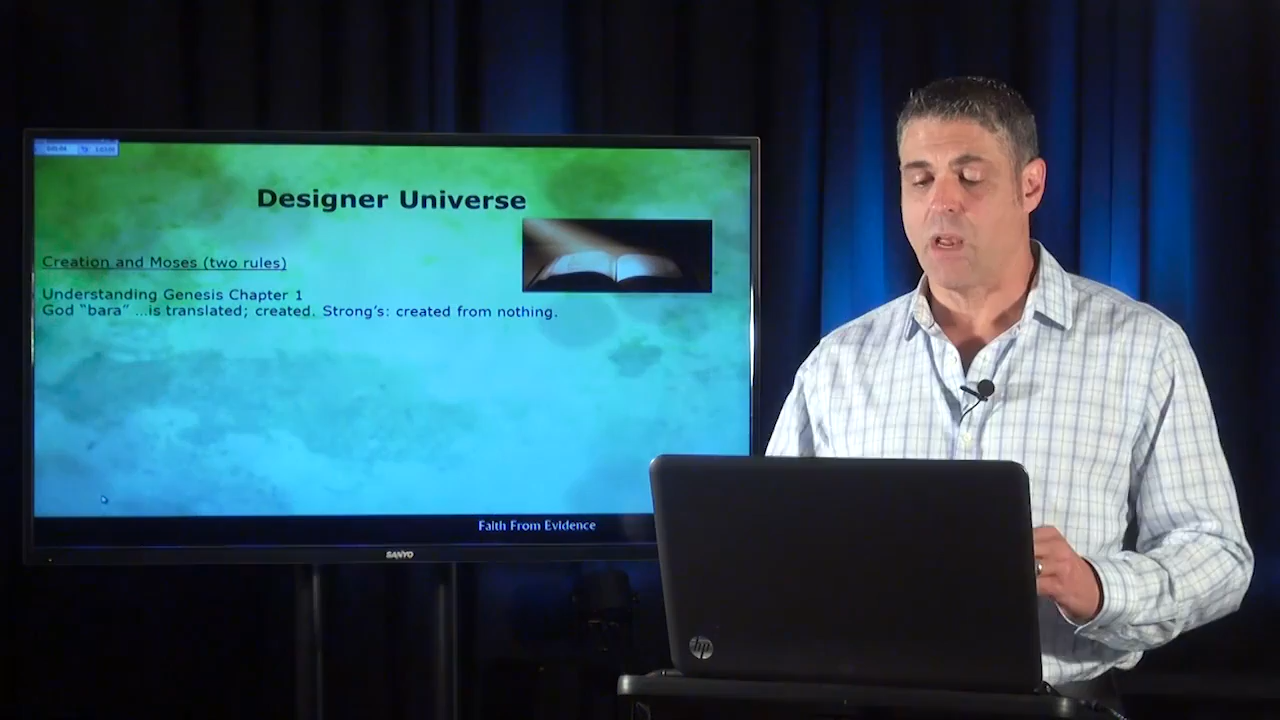 Designer Universe
Creation and Moses (two rules)
Understanding Genesis Chapter 1
God “bara” ...is translated; created. Strong’s: created from nothing.
Faith From Evidence
SANYO
hp